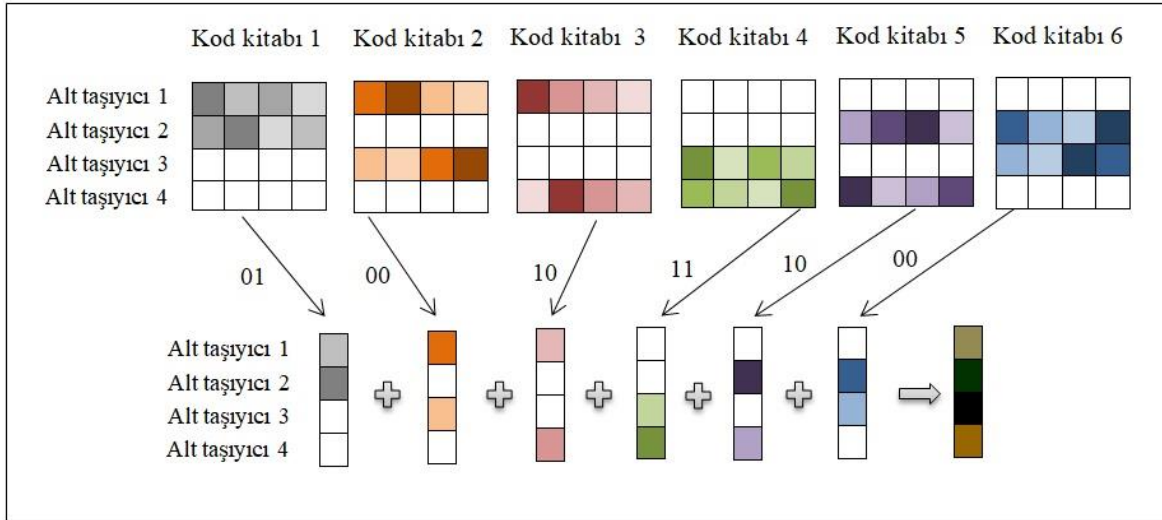 Kod kitabı 1 Kod kitabı 2 Kod kitabı 3 Kod kitabı 4 Kod kitabı 5 Kod kitabı 6
Alt taşıyıcı 1
Alt taşıyıcı 2
Alt taşıyıcı 3
Alt taşıyıcı 4
01 00 10 11 10 00
Alt taşıyıcı 1
Alt taşıyıcı 2
Alt taşıyıcı 3
Alt taşıyıcı 4